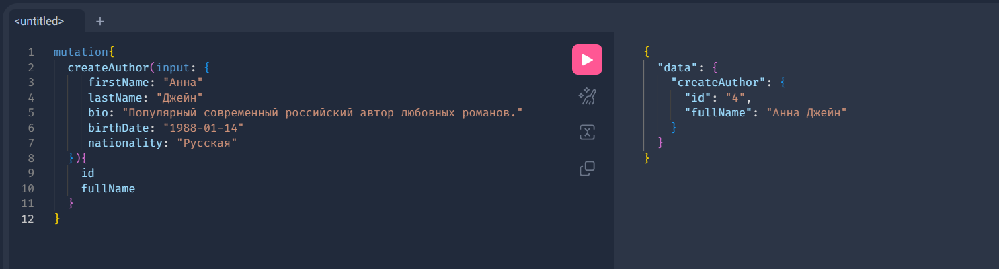 <untitled> +
1 mutation{
2 createAuthor(input: {
3 firstName: "Анна"
4 lastName: "Джейн"
5 bio: "Популярный современный российский автор любовных романов."
6 birthDate: "1988-01-14"
7 nationality: "Русская"
8 }){
9 id
10 fullName
11 }
12 }
{
"data": {
"createAuthor": {
"id": "4",
"fullName": "Анна Джейн"
}
}
}